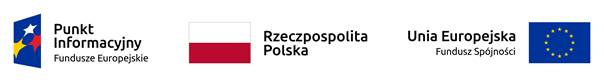 Punkt
Informacyjny
Fundusze Europejskie
Rzeczpospolita
Polska
Unia Europejska
Fundusz Spójności